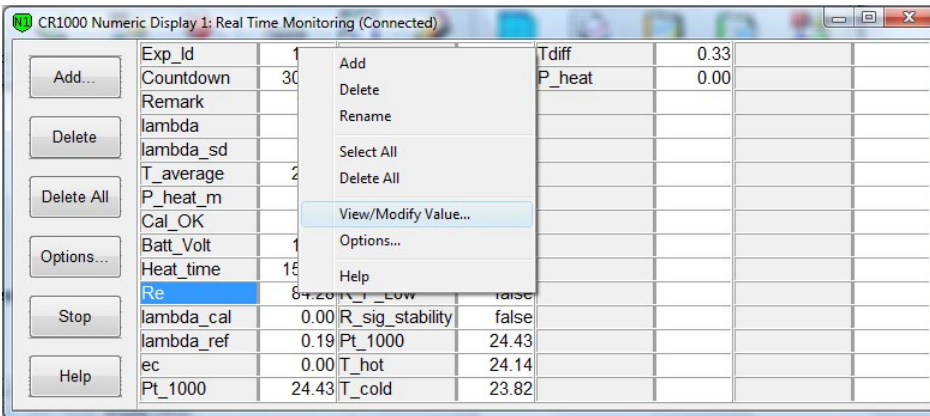 N1 CR1000 Numeric Display 1: Real Time Monitoring (Connected)
Add...
Delete
Delete All
Options...
Stop
Help
Exp_Id
Countdown
Remark
lambda
lambda_sd
T_average
P_heat_m
Cal_OK
Batt_Volt
Heat_time
Re 84.28 false
lambda_cal 0.00 R_sig_stability false
lambda_ref 0.19 Pt_1000 24.43
ec 0.00 T_hot 24.14
Pt_1000 24.43 T_cold 23.82
Tdiff 0.33
P_heat 0.00
Add
Delete
Rename
Select All
Delete All
View/Modify Value...
Options...
Help